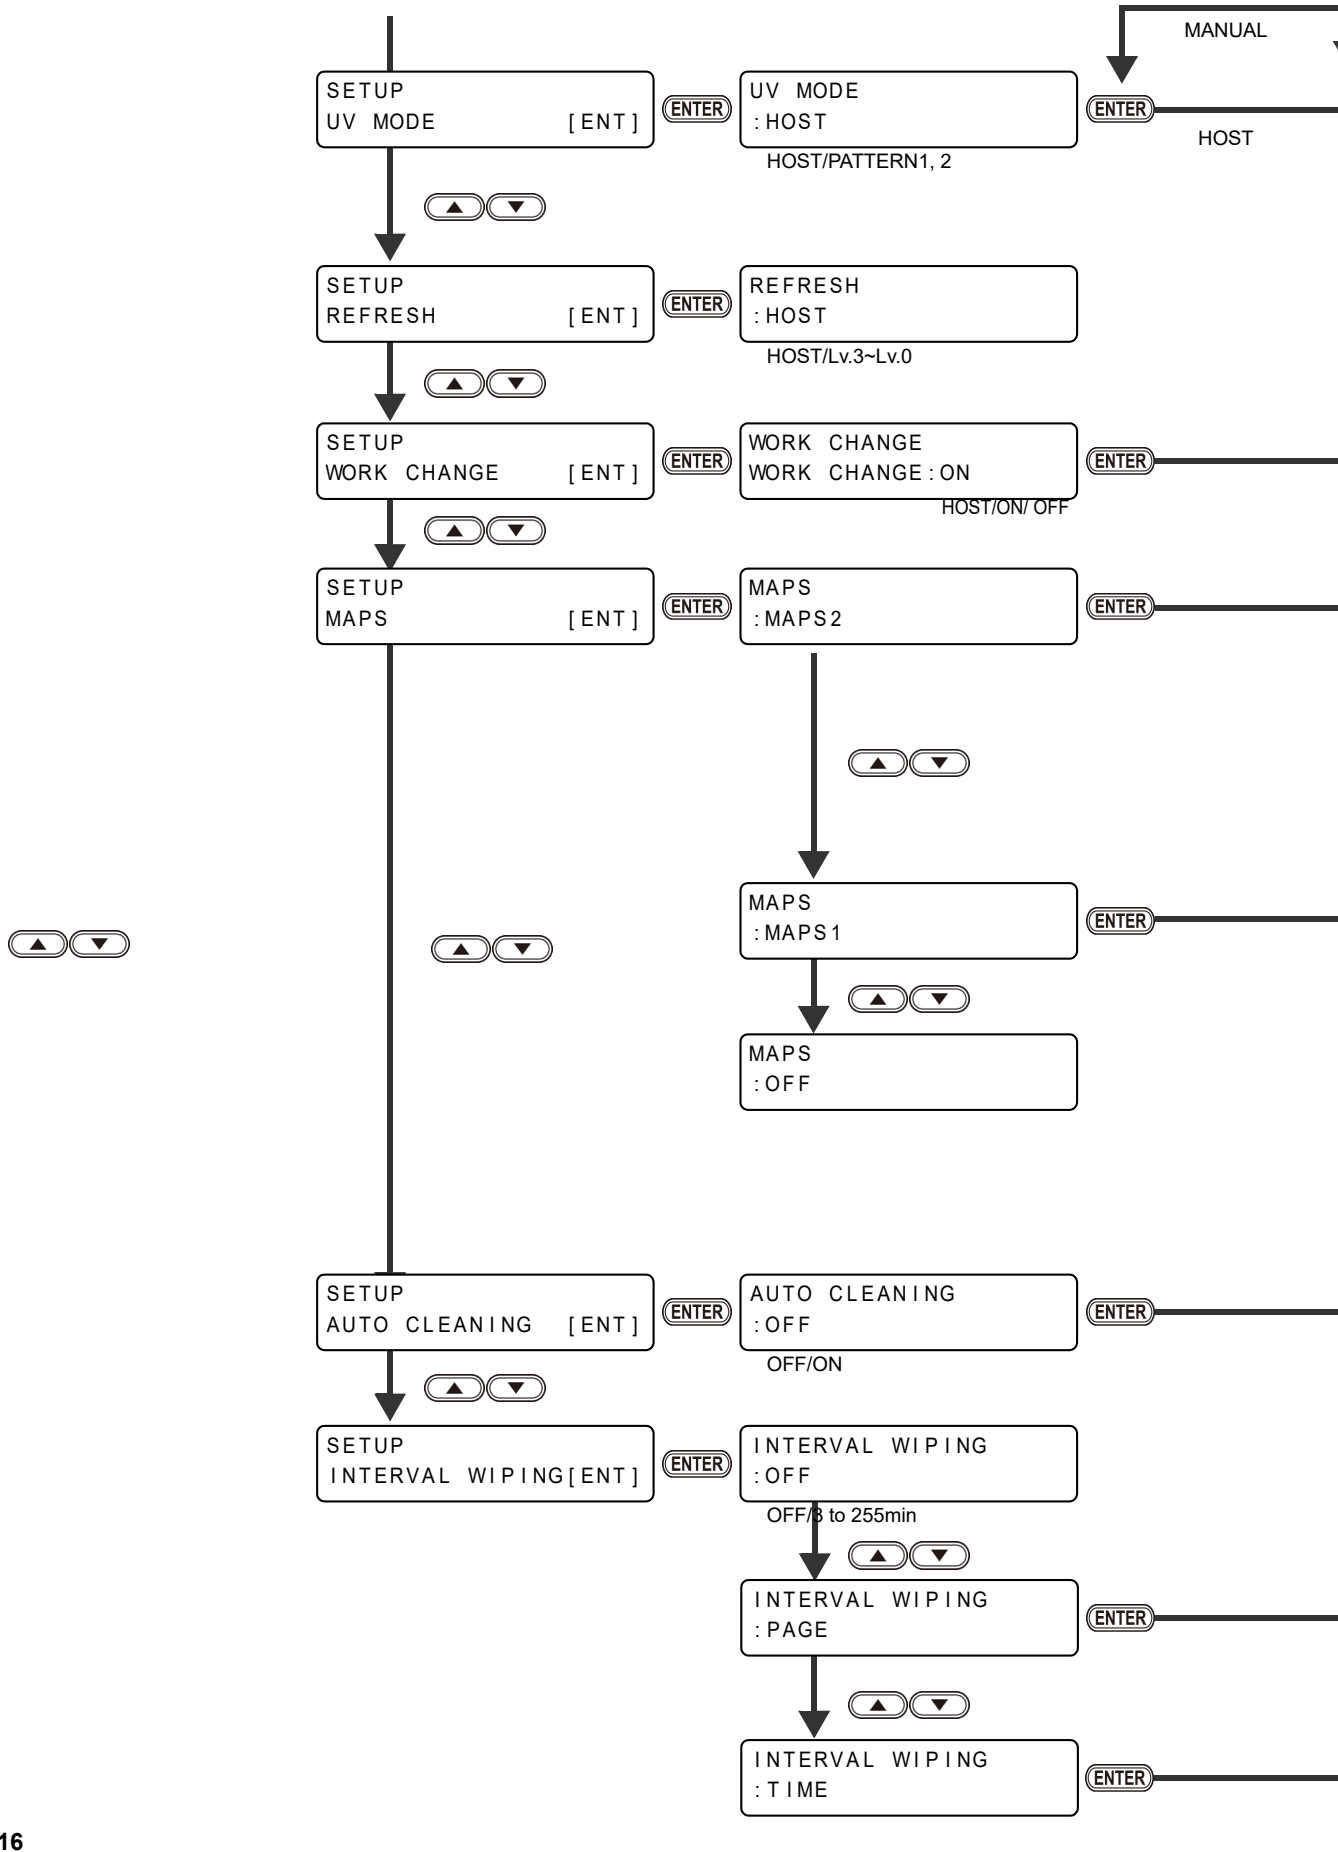 MANUAL
SETUP
UV MODE [ENT]
ENTER
UV MODE
:HOST
ENTER
HOST
HOST/PATTERN1, 2
SETUP
REFRESH [ENT]
ENTER
REFRESH
:HOST
HOST/Lv.3~Lv.0
SETUP
WORK CHANGE [ENT]
ENTER
WORK CHANGE
WORK CHANGE:ON
ENTER
HOST/ON/ OFF
SETUP
MAPS [ENT]
ENTER
MAPS
:MAPS2
ENTER
MAPS
:MAPS1
ENTER
MAPS
:OFF
SETUP
AUTO CLEANING [ENT]
ENTER
AUTO CLEANING
:OFF
ENTER
OFF/ON
SETUP
INTERVAL WIPING[ENT]
ENTER
INTERVAL WIPING
:OFF
OFF/3 to 255min
INTERVAL WIPING
:PAGE
ENTER
INTERVAL WIPING
:TIME
ENTER
16